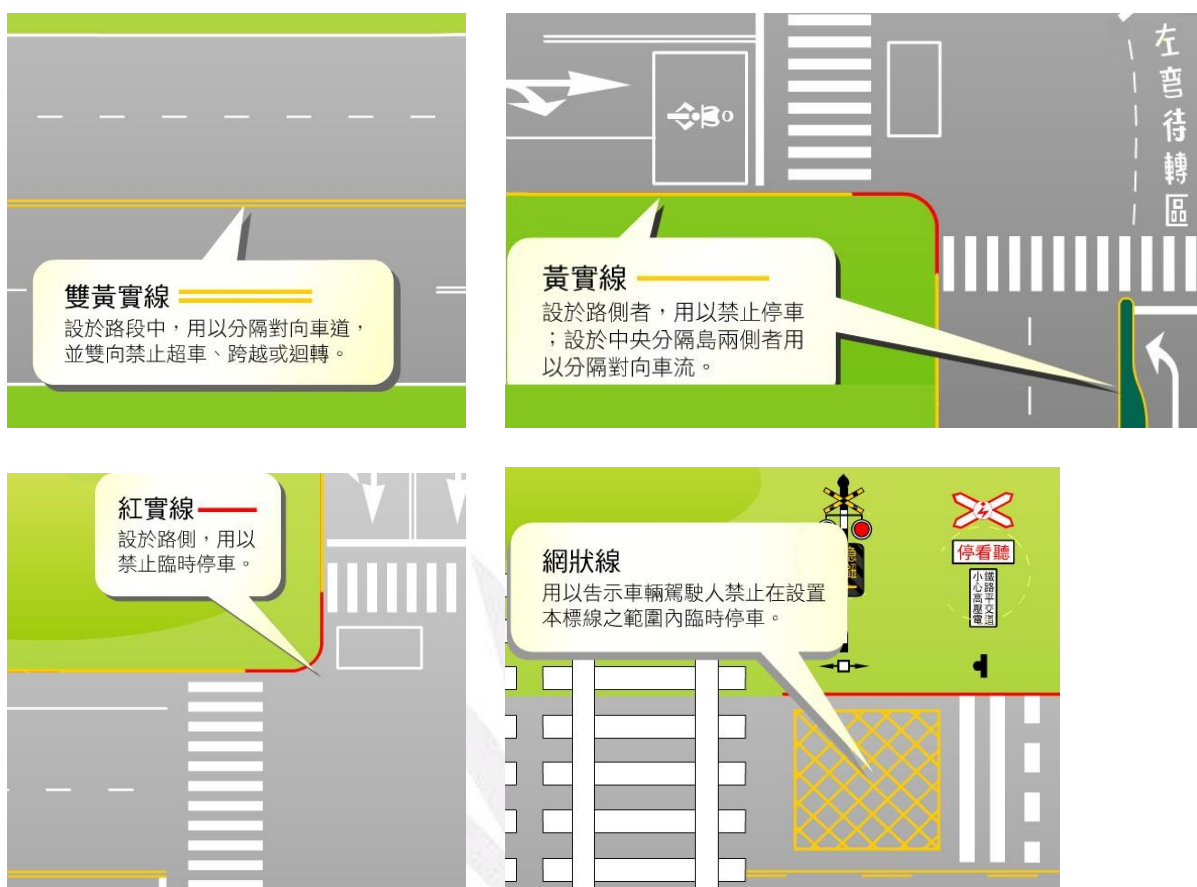 雙黃實線
設於路段中，用以分隔對向車道，
並雙向禁止超車、跨越或迴轉。
左彎待轉區
黃實線
設於路側者，用以禁止停車
；設於中央分隔島兩側者用
以分隔對向車流。
紅實線
設於路側，用以
禁止臨時停車。
網狀線
用以告示車輛駕駛人禁止在設置
本標線之範圍內臨時停車。
停看聽
鐵路平交道
小心高壓電